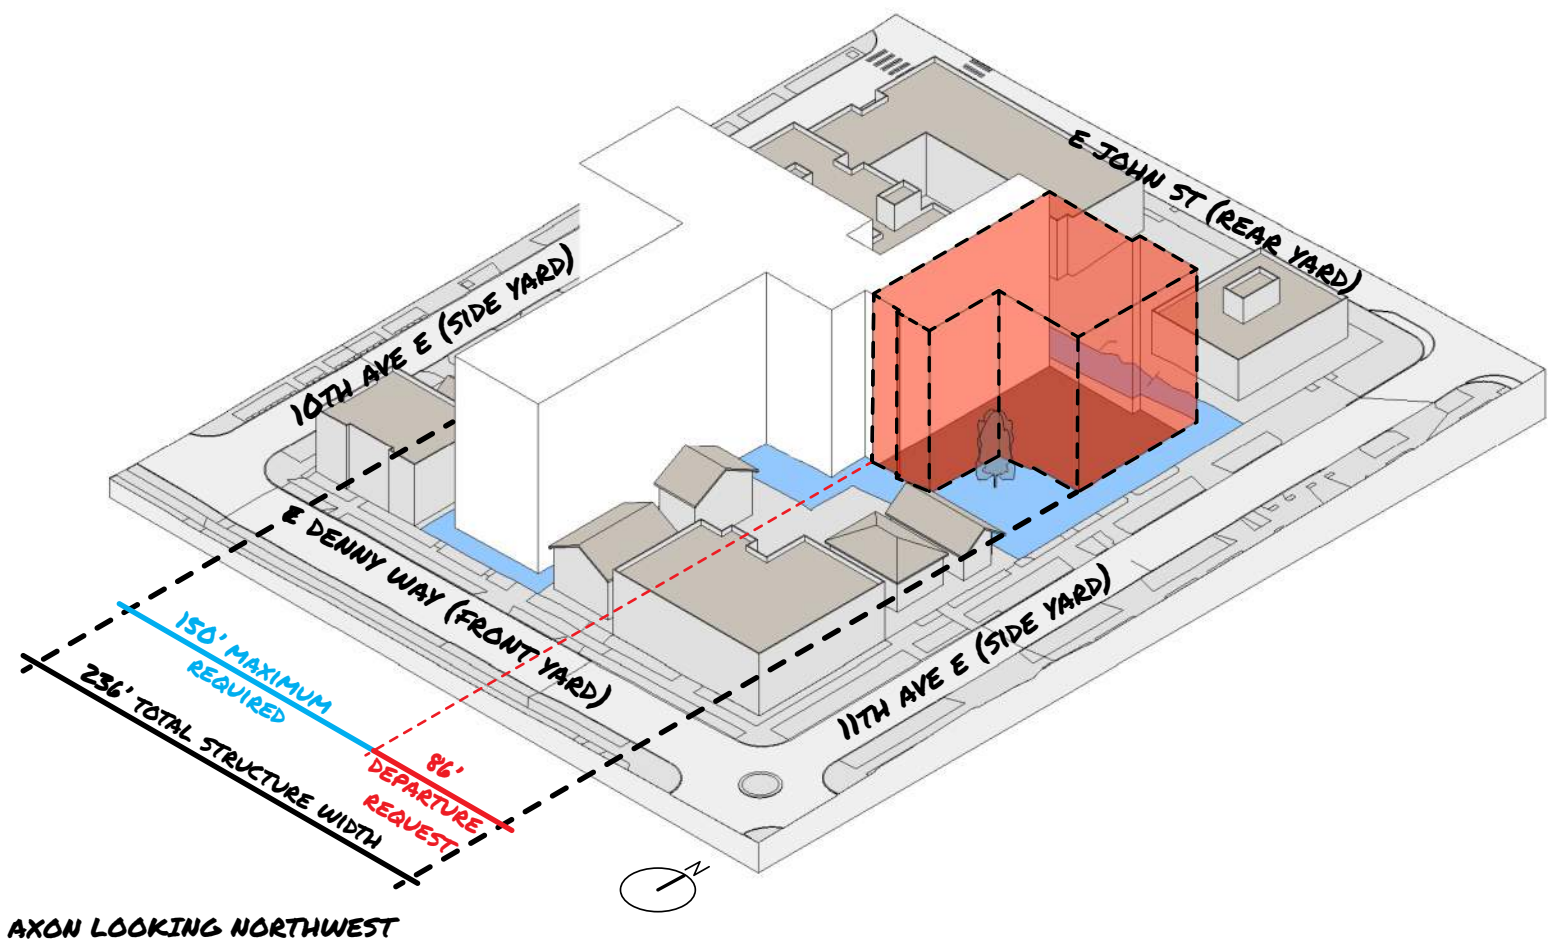 E JOHN ST (REAR YARD)
10TH AVE E (SIDE YARD)
E DENNY WAY (FRONT YARD)
11TH AVE E (SIDE YARD)
150' MAXIMUM
REQUIRED
236' TOTAL STRUCTURE WIDTH
86'
DEPARTURE
REQUEST
N
AXON LOOKING NORTHWEST